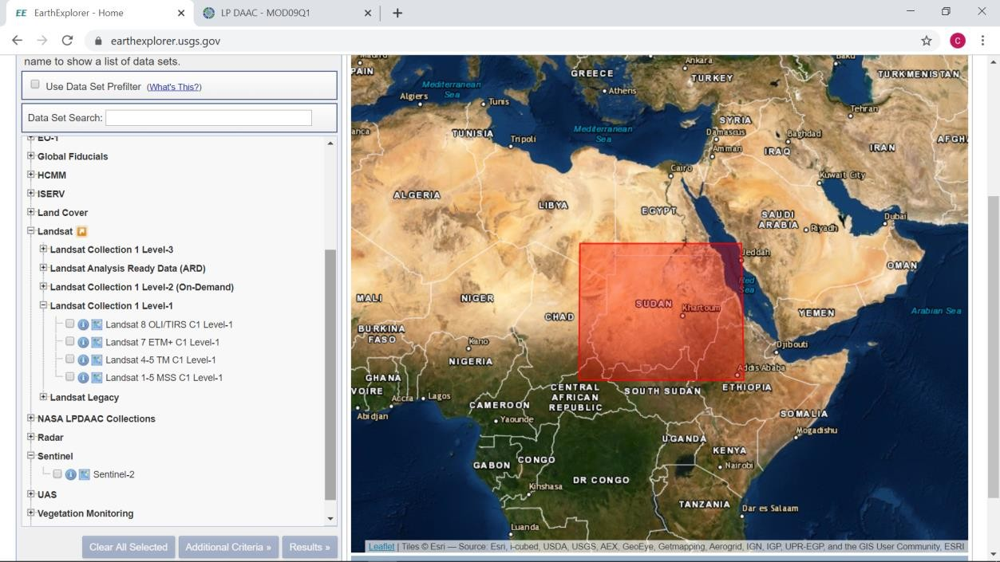 EE EarthExplorer - Home
LP DAAC - MOD09Q1
earthexplorer.usgs.gov
C
name to show a list of data sets.
Use Data Set Prefilter (What's This?)
Data Set Search:
EO-1
Global Fiducials
HCMM
ISERV
Land Cover
Landsat
Landsat Collection 1 Level-3
Landsat Analysis Ready Data (ARD)
Landsat Collection 1 Level-2 (On-Demand)
Landsat Collection 1 Level-1
Landsat 8 OLI/TIRS C1 Level-1
Landsat 7 ETM+ C1 Level-1
Landsat 4-5 TM C1 Level-1
Landsat 1-5 MSS C1 Level-1
Landsat Legacy
NASA LPDAAC Collections
Radar
Sentinel
Sentinel-2
UAS
Vegetation Monitoring
Clear All Selected
Additional Criteria »
Results »
Madrid
PAIN
GREECE
Ankara
TURKEY
Baku
TURKMENISTAN
Mediterranean
Sea
Algiers
Tunis
Athens
Tehran
SYRIA
anca
TUNISIA
Tripoli
Mediterranean
Sea
Damascus
Baghdad
Amman
IRAQ
IRAN
AFGH
Cairo
Kuwait City
ALGERIA
LIBYA
EGYPT
SAUDI
ARABIA
Riyadh
Dubai
Jeddah
OMAN
Red
Sea
MALI
NIGER
CHAD
SUDAN
Khartoum
YEMEN
Arabian Sea
BURKINA
FASO
Kano
Djibouti
NIGERIA
Addis Ababa
GHANA
VOIRE
Accra
Lagos
CENTRAL
AFRICAN
REPUBLIC
SOUTH SUDAN
ETHIOPIA
Abidjan
CAMEROON
Yaounde
SOMALIA
Mogadishu
UGANDA
KENYA
GABON
CONGO
Nairobi
DR CONGO
Kinshasa
TANZANIA
Dar es Salaam
Luanda
Leaflet | Tiles © Esri — Source: Esri, i-cubed, USDA, USGS, AEX, GeoEye, Getmapping, Aerogrid, IGN, IGP, UPR-EGP, and the GIS User Community, ESRI